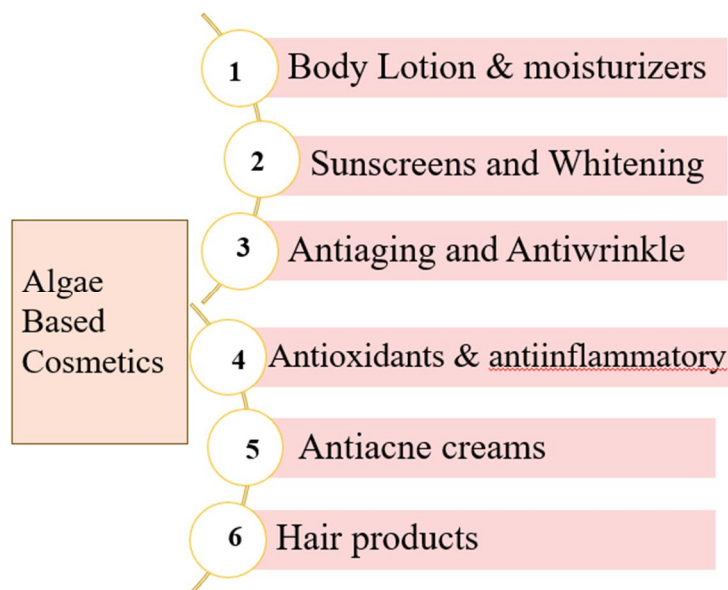 1 Body Lotion & moisturizers
2 Sunscreens and Whitening
3 Antiaging and Antiwrinkle
Algae
Based
Cosmetics
4 Antioxidants & antiinflammatory
5 Antiacne creams
6 Hair products